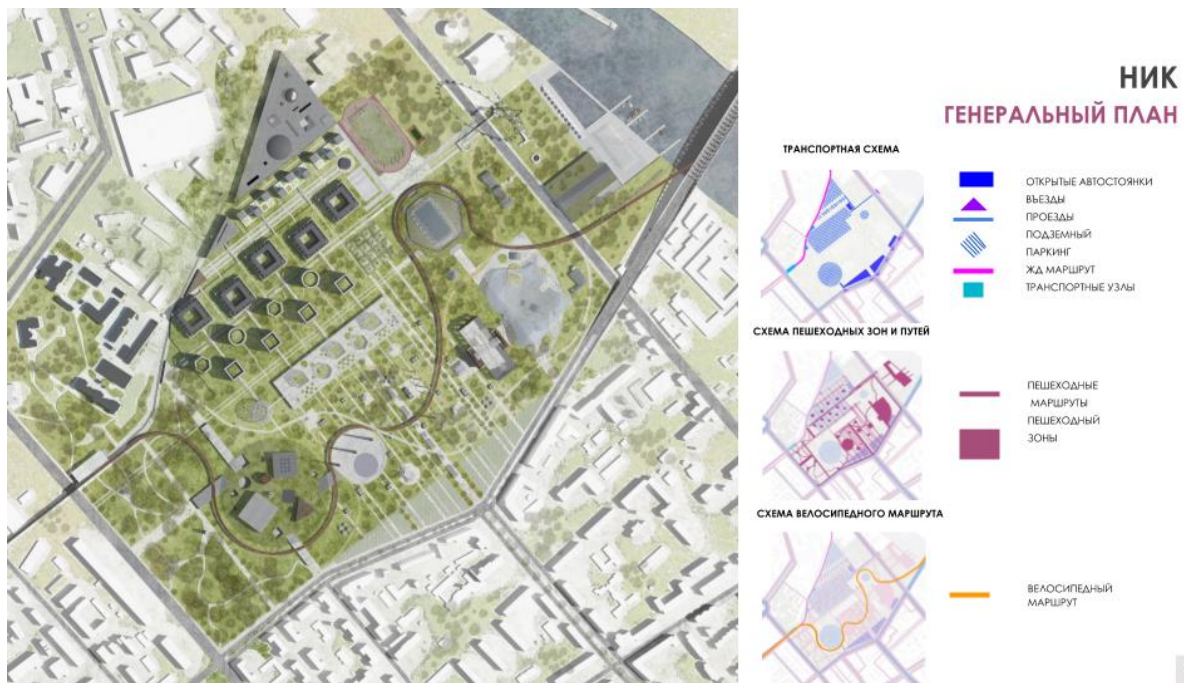 НИК
ГЕНЕРАЛЬНЫЙ ПЛАН
ТРАНСПОРТНАЯ СХЕМА
ОТКРЫТЫЕ АВТОСТОЯНКИ
ВЪЕЗДЫ
ПРОЕЗДЫ
ПОДЗЕМНЫЙ
ПАРКИНГ
ЖД МАРШРУТ
ТРАНСПОРТНЫЕ УЗЛЫ
СХЕМА ПЕШЕХОДНЫХ ЗОН И ПУТЕЙ
ПЕШЕХОДНЫЕ
МАРШРУТЫ
ПЕШЕХОДНЫЙ
ЗОНЫ
СХЕМА ВЕЛОСИПЕДНОГО МАРШРУТА
ВЕЛОСИПЕДНЫЙ
МАРШРУТ